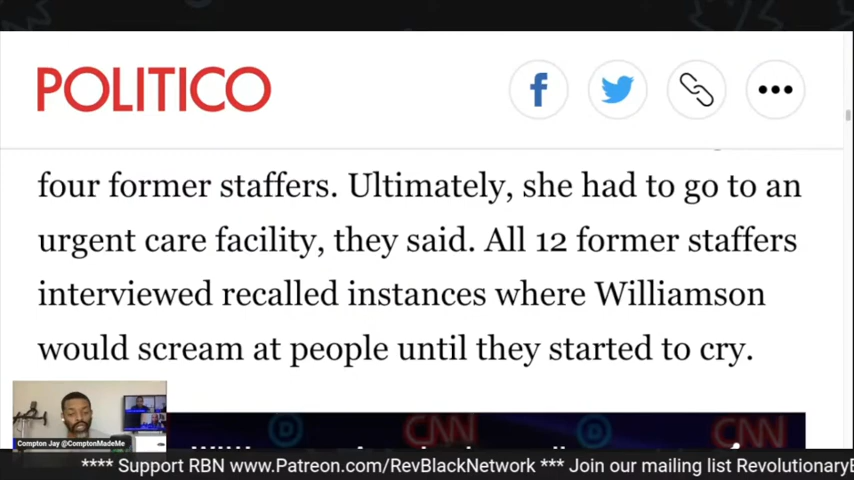 POLITICO
four former staffers. Ultimately, she had to go to an
urgent care facility, they said. All 12 former staffers
interviewed recalled instances where Williamson
would scream at people until they started to cry.
CNN
CNN
Compton Jay @ComptonMadeMe
**** Support RBN www.Patreon.com/RevBlackNetwork *** Join our mailing list RevolutionaryB